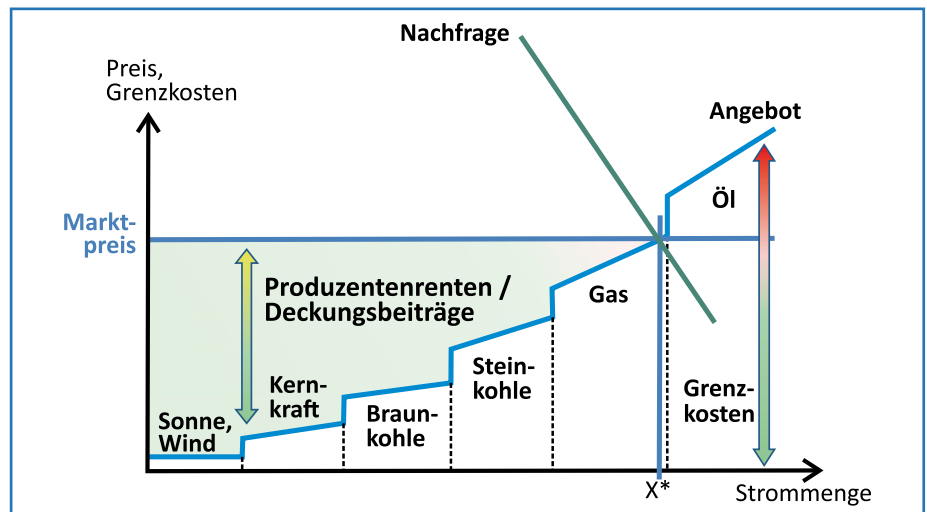 Nachfrage
Preis,
Grenzkosten
Angebot
Öl
Markt-
preis
Produzentenrenten /
Deckungsbeiträge
Gas
Stein-
kohle
Kern-
kraft
Grenz-
kosten
Braun-
kohle
Sonne,
Wind
X*
Strommenge